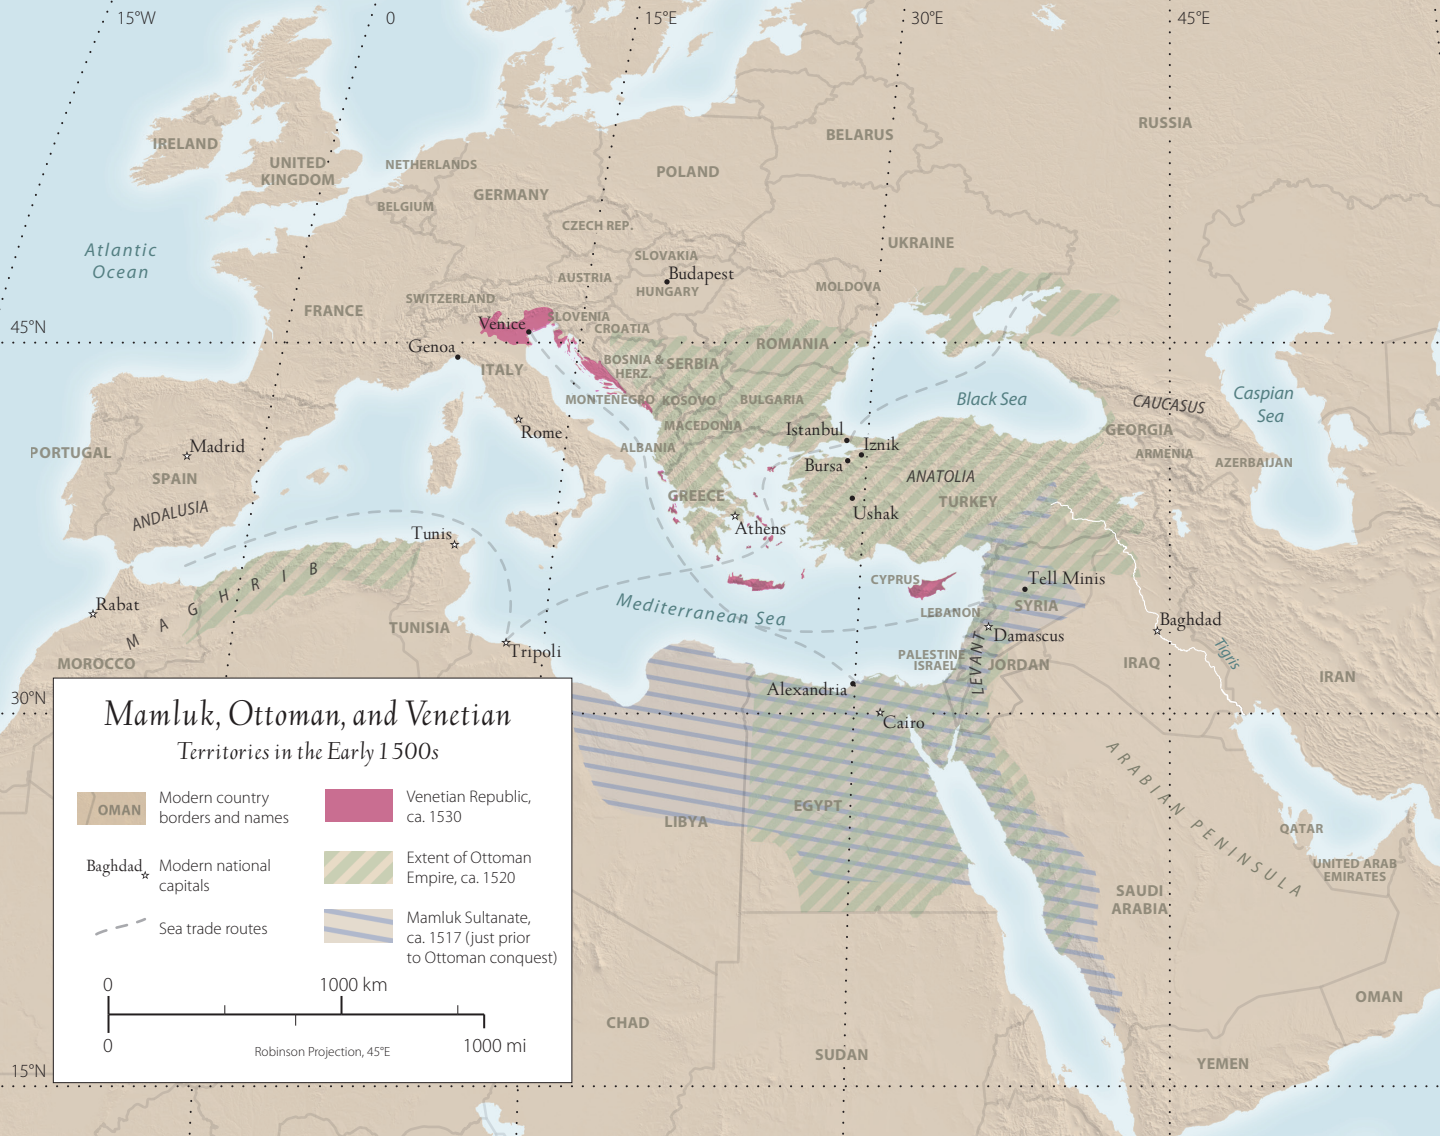 15°W
0
15°E
30°E
45°E
IRELAND
UNITED
KINGDOM
NETHERLANDS
BELGIUM
GERMANY
POLAND
BELARUS
RUSSIA
CZECH REP.
SLOVAKIA
Budapest
HUNGARY
AUSTRIA
UKRAINE
MOLDOVA
Atlantic
Ocean
FRANCE
SWITZERLAND
SLOVENIA
Venice
CROATIA
45°N
Genoa
ITALY
BOSNIA &
HERZ.
SERBIA
ROMANIA
MONTENEGRO
KOSOVO
BULGARIA
Black Sea
CAUCASUS
Caspian
Sea
Rome
MACEDONIA
ALBANIA
Istanbul
Iznik
Bursa
GEORGIA
ARMENIA
AZERBAIJAN
PORTUGAL
Madrid
SPAIN
ANDALUSIA
GREECE
Athens
ANATOLIA
TURKEY
Ushak
Tunis
MAGHRIB
CYPRUS
Tell Minis
SYRIA
LEBANON
Rabat
Mediterranean Sea
TUNISIA
Tripoli
Damascus
Baghdad
Tigris
MOROCCO
PALESTINE
ISRAEL
LEVANT
JORDAN
IRAQ
IRAN
30°N
Alexandria
Cairo
ARABIAN PENINSULA
LIBYA
EGYPT
QATAR
UNITED ARAB
EMIRATES
SAUDI
ARABIA
OMAN
CHAD
SUDAN
YEMEN
15°N
Mamluk, Ottoman, and Venetian
Territories in the Early 1500s
OMAN
Modern country
borders and names
Baghdad
Modern national
capitals
Sea trade routes
Venetian Republic,
ca. 1530
Extent of Ottoman
Empire, ca. 1520
Mamluk Sultanate,
ca. 1517 (just prior
to Ottoman conquest)
0
1000 km
0
1000 mi
Robinson Projection, 45°E